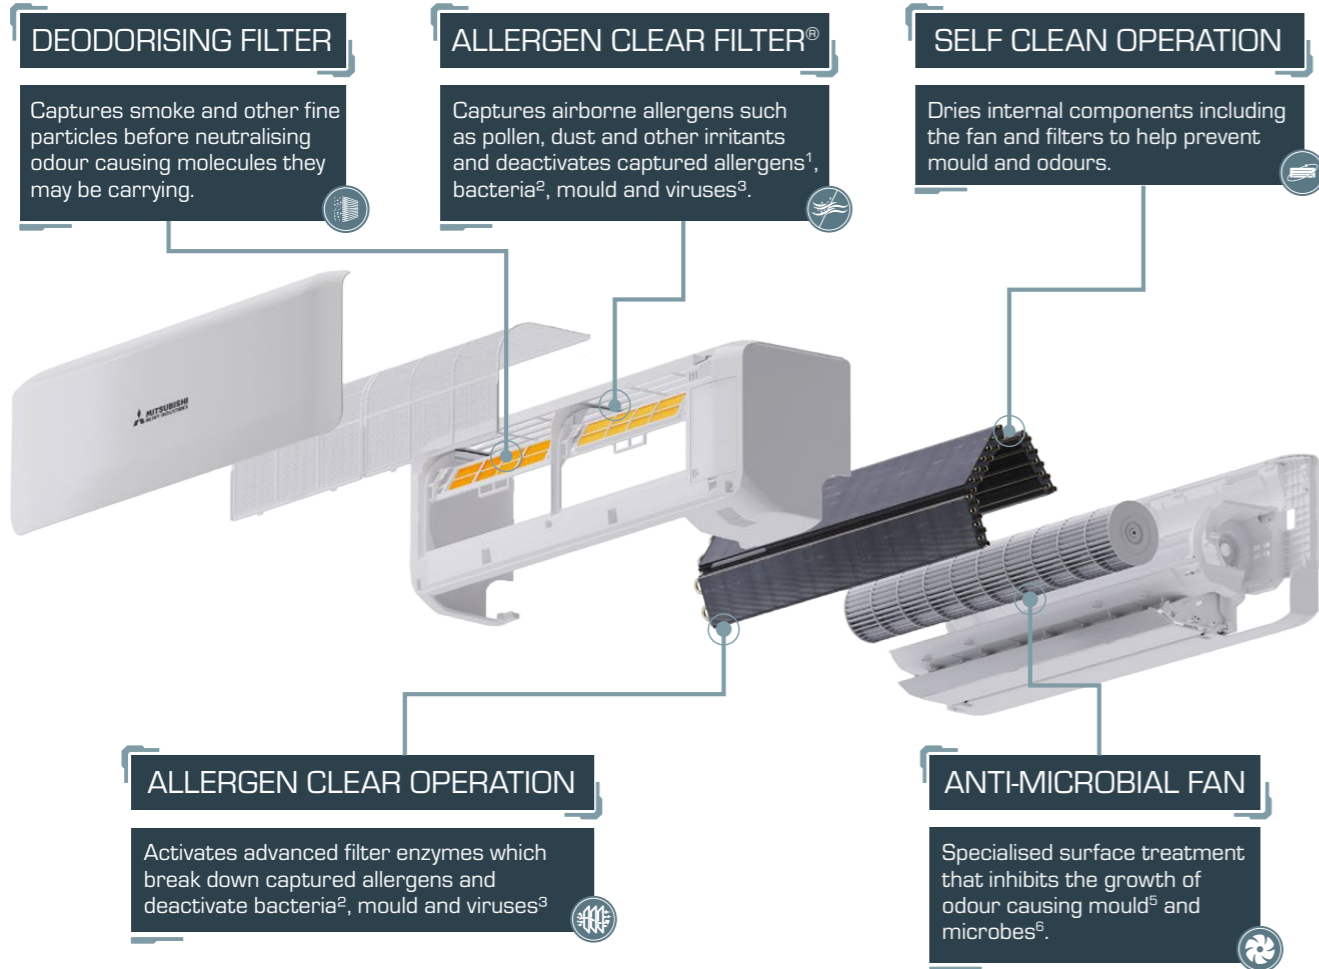 DEODORISING FILTER
Captures smoke and other fine
particles before neutralising
odour causing molecules they
may be carrying.
ALLERGEN CLEAR FILTER®
Captures airborne allergens such
as pollen, dust and other irritants
and deactivates captured allergens¹,
bacteria², mould and viruses³.
SELF CLEAN OPERATION
Dries internal components including
the fan and filters to help prevent
mould and odours.
MITSUBISHI
HEAVY INDUSTRIES
ALLERGEN CLEAR OPERATION
Activates advanced filter enzymes which
break down captured allergens and
deactivate bacteria², mould and viruses³
ANTI-MICROBIAL FAN
Specialised surface treatment
that inhibits the growth of
odour causing mould⁵ and
microbes⁶.